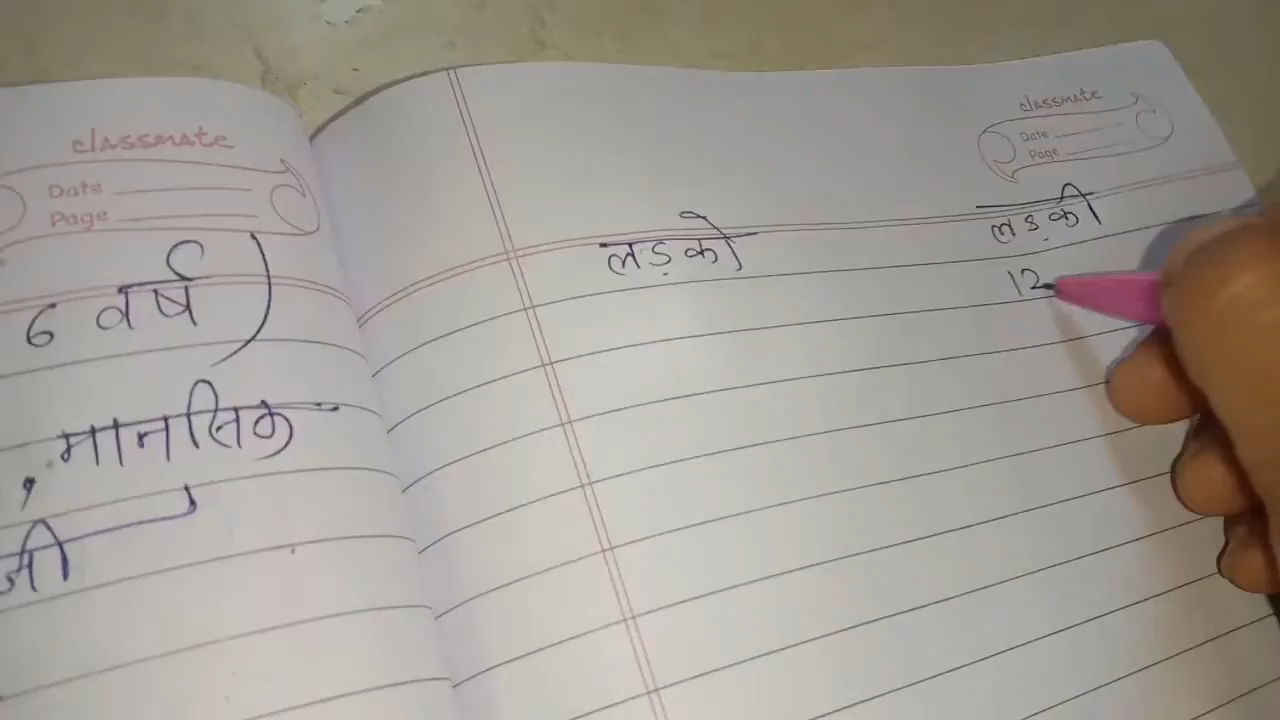 classmate
Date
Page
6 वर्ष)
, मानसिक
जी
classmate
Date
Page
लड़को
लड़की
12